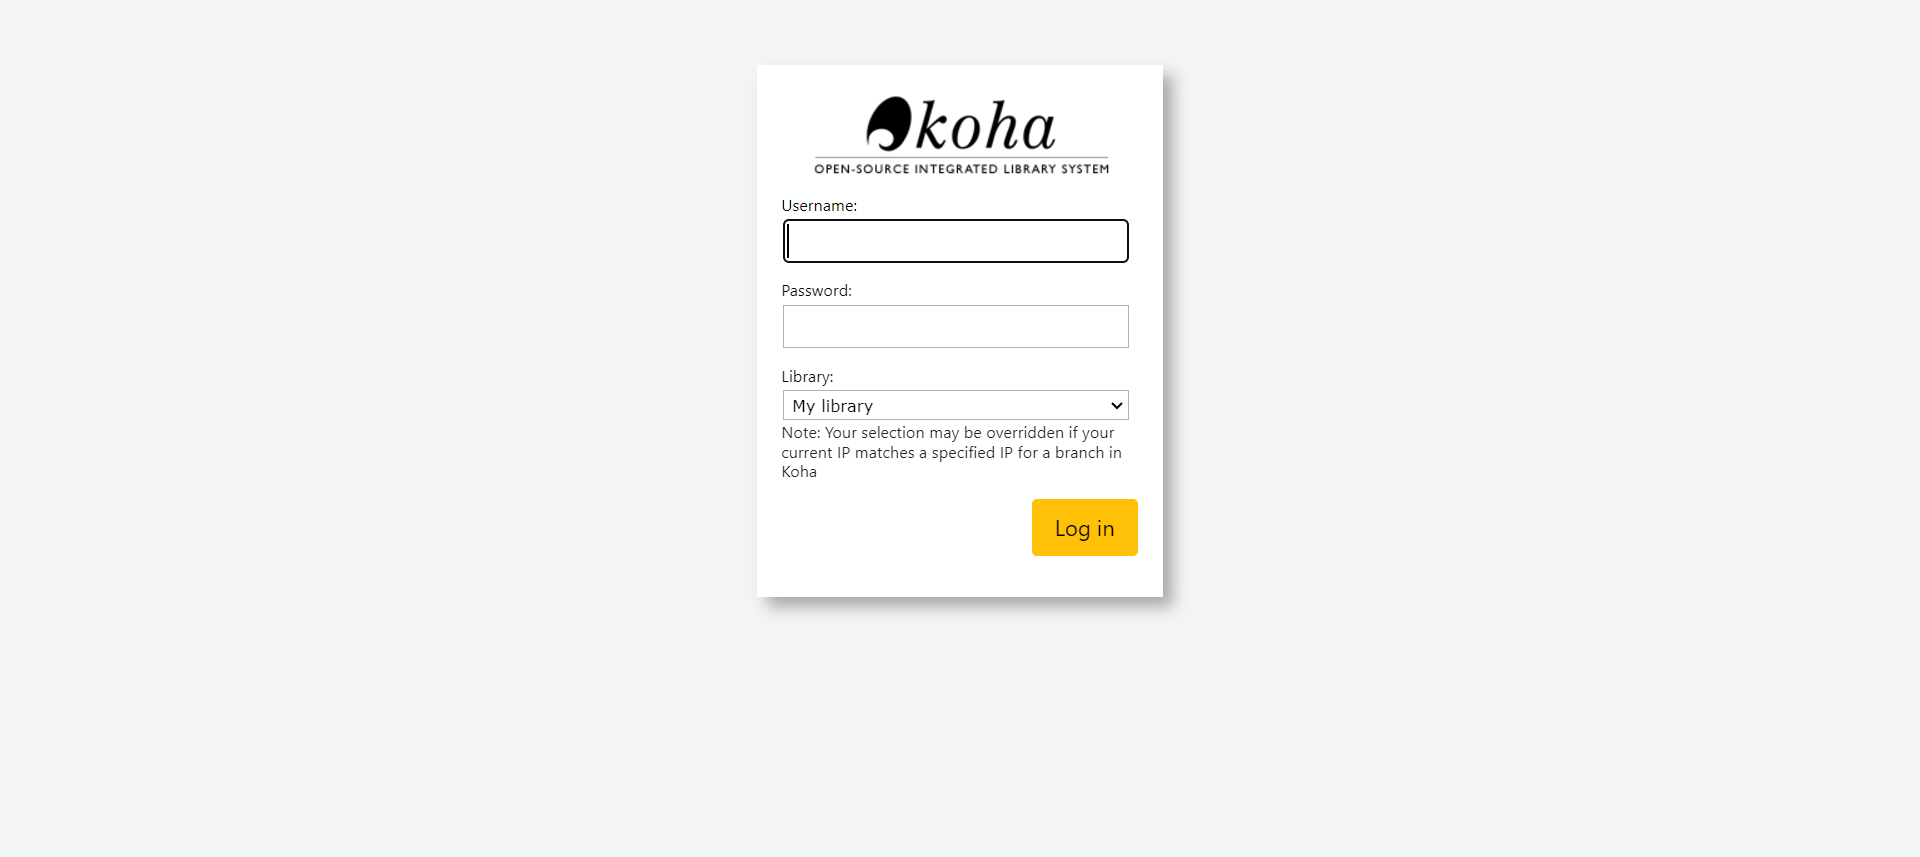 koha
OPEN-SOURCE INTEGRATED LIBRARY SYSTEM
Username:
Password:
Library:
My library
Note: Your selection may be overridden if your
current IP matches a specified IP for a branch in
Koha
Log in